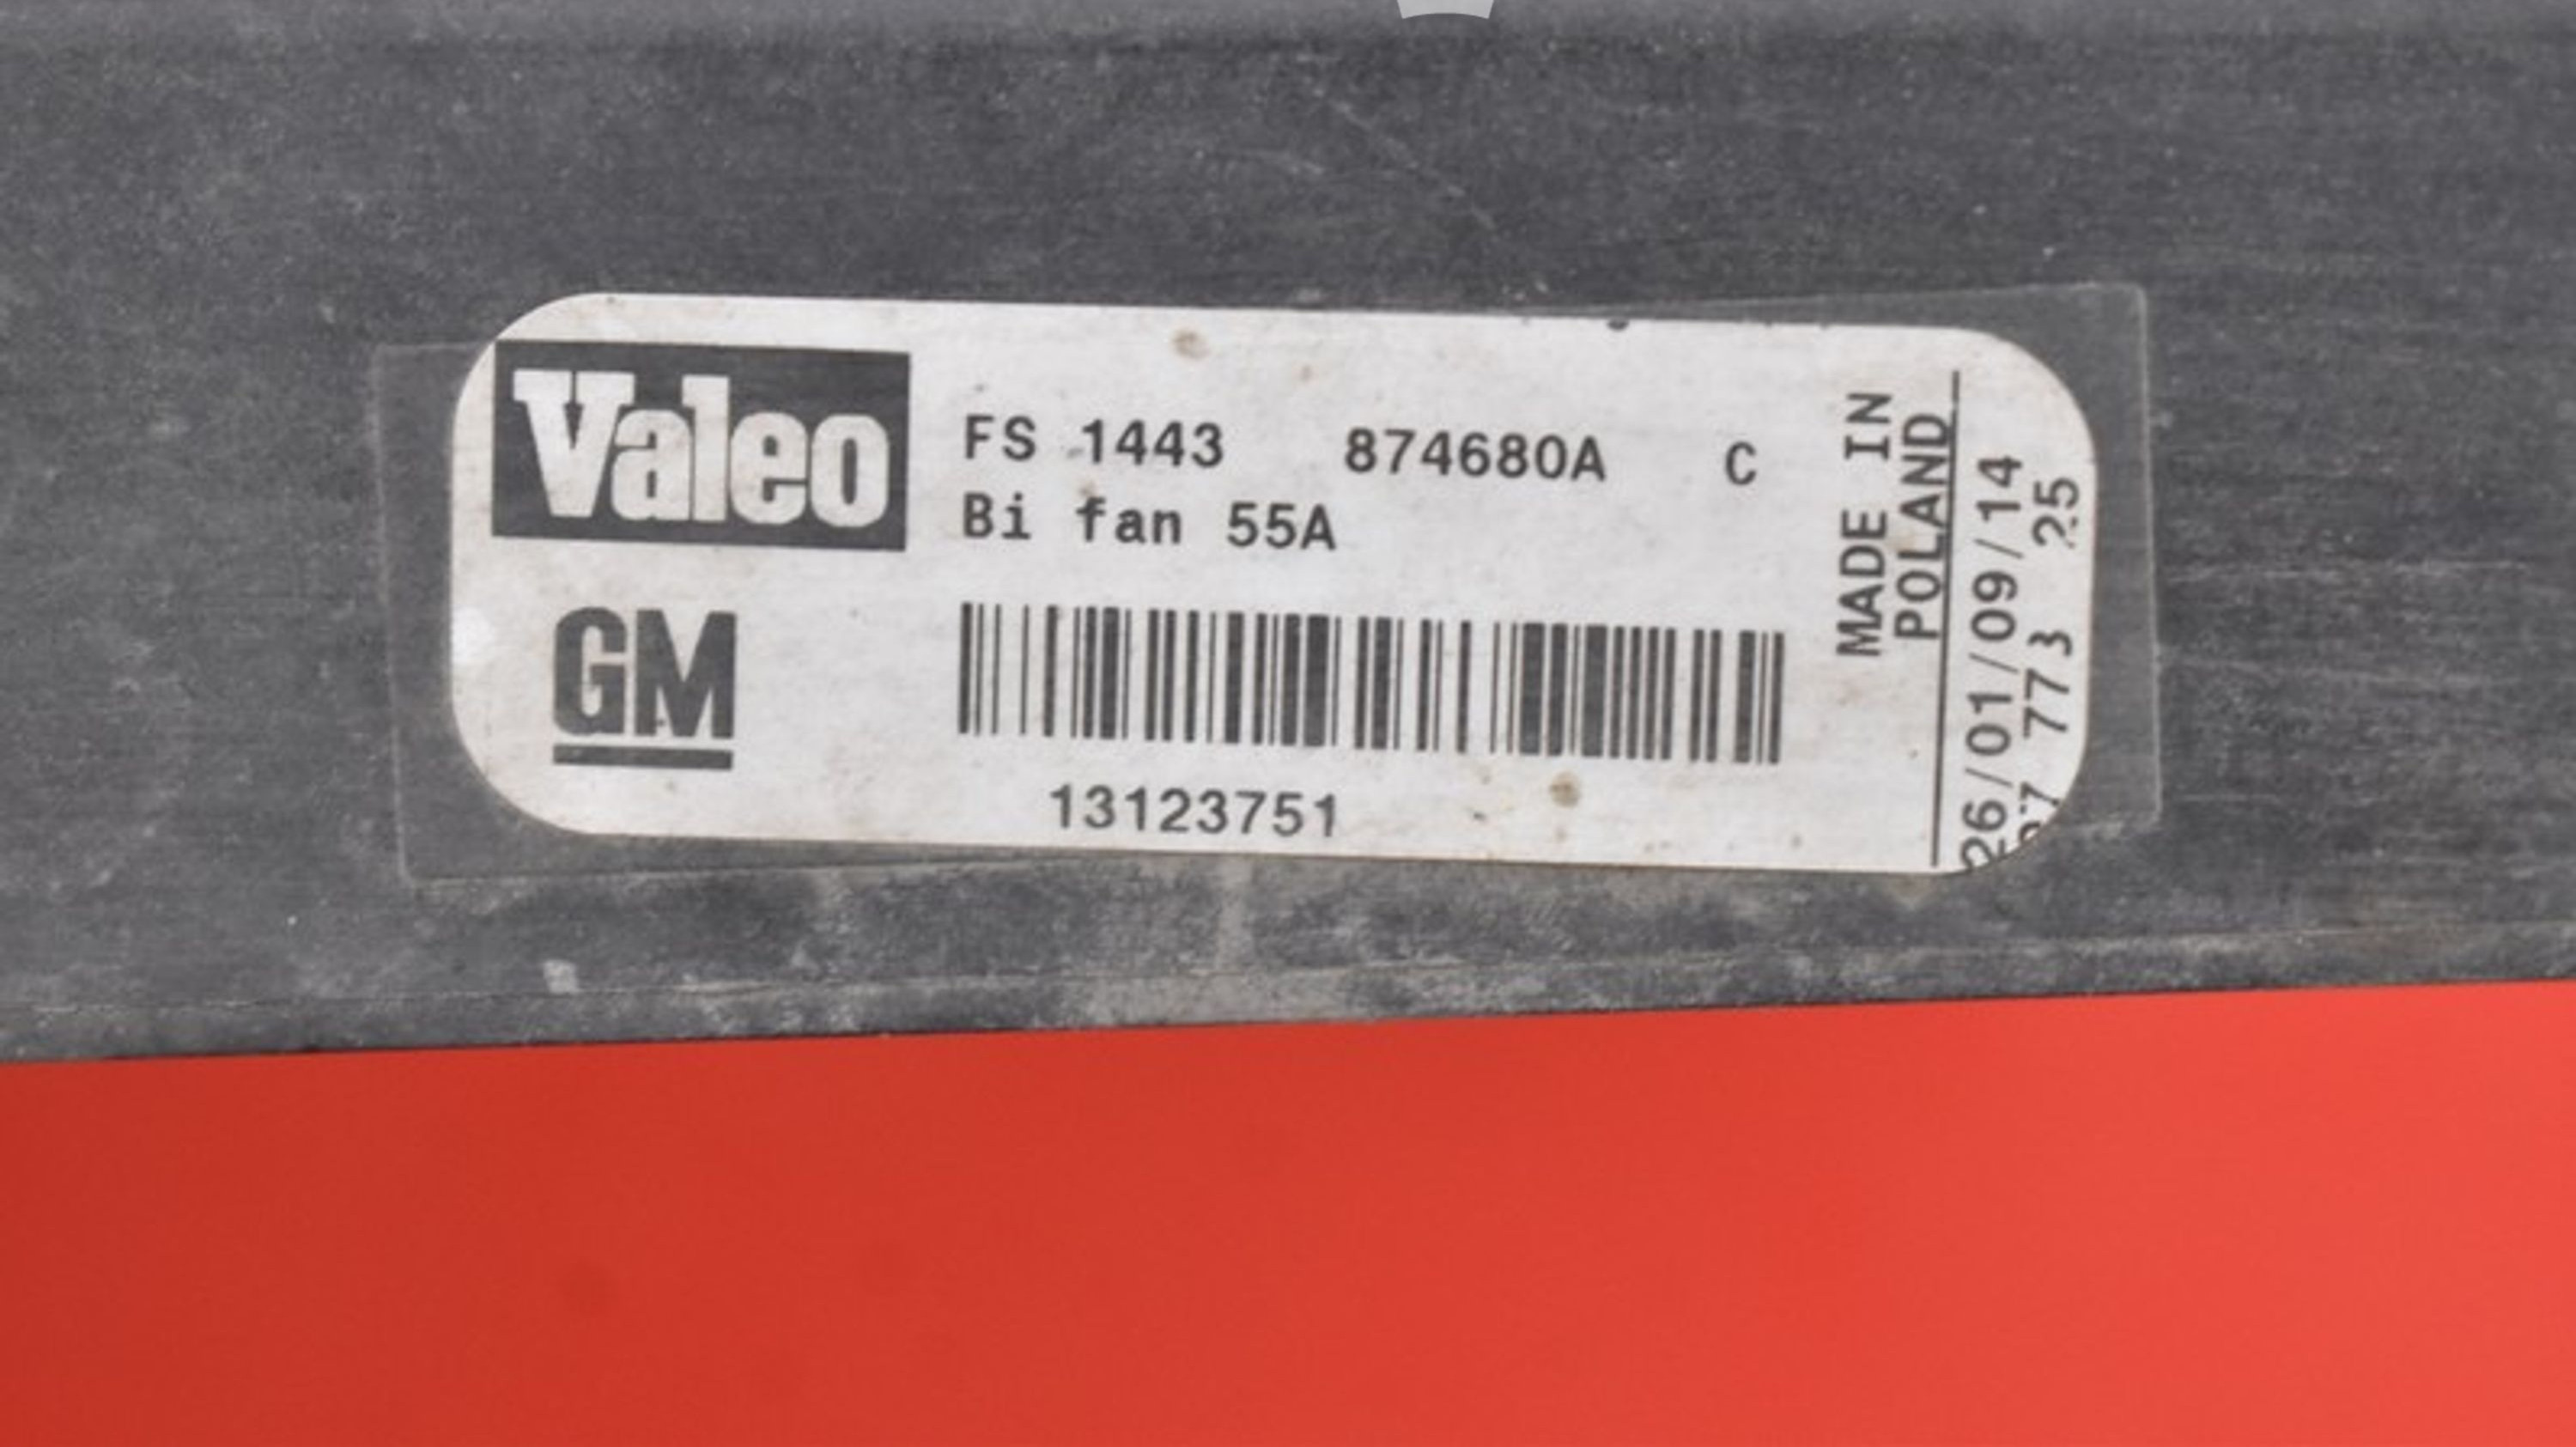 Valeo
FS 1443 874680A C
Bi fan 55A
GM
13123751
MADE IN
POLAND
26/01/09/14
773 25